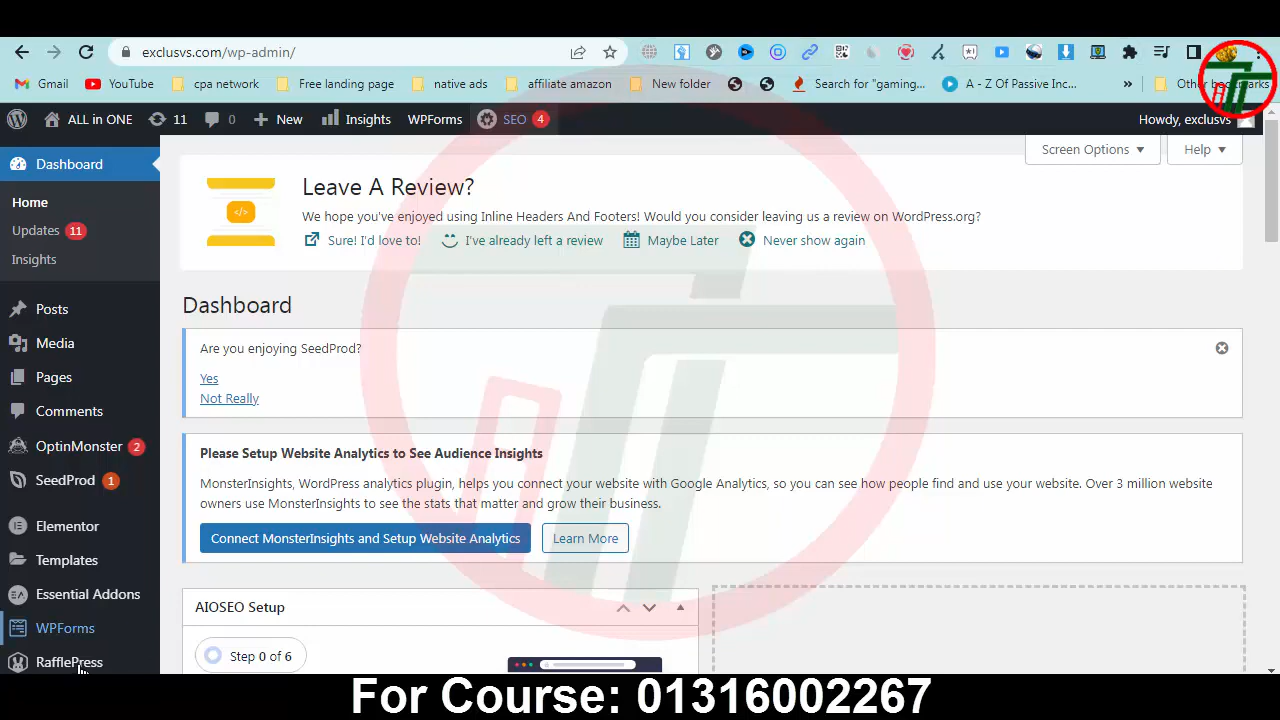 exclusvs.com/wp-admin/
Gmail YouTube cpa network Free landing page native ads affiliatamazon New folder Search for "gaming... A - Z Of Passive Inc... » Other bookmarks
ALL in ONE 11 0 New Insights WPForms SEO 4 Howdy, exclusvs
Dashboard
Home
Updates 11
Insights
Posts
Media
Pages
Comments
OptinMonster 2
SeedProd 1
Elementor
Templates
Essential Addons
WPForms
RafflePress
Screen Options ▼ Help ▼
Leave A Review?
We hope you've enjoyed using Inline Headers And Footers! Would you consider leving us a review on WordPress.org?
Sure! I'd love to! I've already left a review Maybe Later Never show again
Dashboard
Are you enjoying SeedProd?
Yes
Not Really
Please Setup Website Analytics to See Audience Insights
MonsterInsights, WordPress analytics plugin, helps you connect your website with Google Analytics, so you can see how people find and use your website. Over 3 million website
owners use MonsterInsights to see the stats that matter and grow their business.
Connect MonsterInsights and Setup Website Analytics Learn More
AIOSEO Setup
Step 0 of 6
For Course: 01316002267